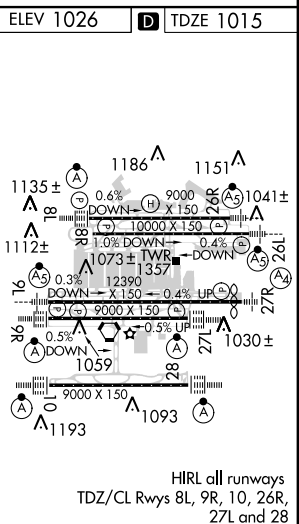 ELEV 1026
D
TDZE 1015
1186
1151
A
1135 ±
0.6%
H
9000
A5
1041±
P
DOWN
X 150
26R
8L
8R
P
10000 X 150
P
1112±
1.0% DOWN
0.4%
P
26L
1073 ±
TWR
1357
DOWN
A5
0.3%
12390
A4
9L
DOWN
X 150
0.4% UP
P
27R
P
9000 X 150
P
9R
0.5% UP
27L
1030 ±
A
0.5%
DOWN
1059
28
A
10
9000 X 150
A
1193
1093
A
HIRL all runways
TDZ/CL Rwys 8L, 9R, 10, 26R,
27L and 28